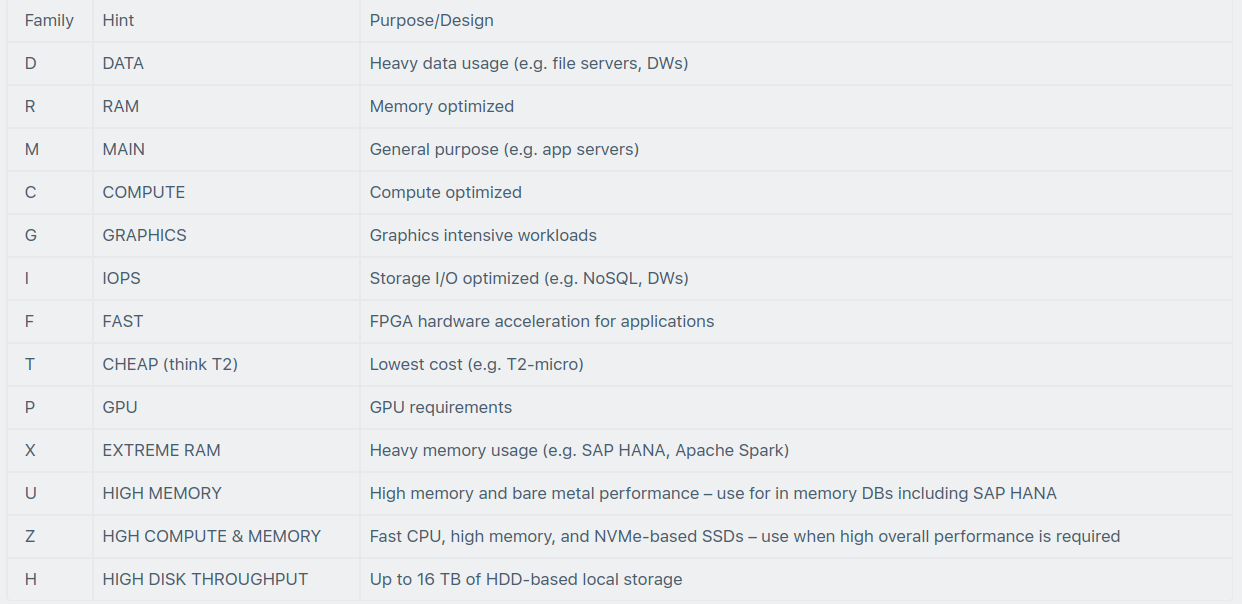 Family Hint Purpose/Design
D DATA Heavy data usage (e.g. file servers, DWs)
R RAM Memory optimized
M MAIN General purpose (e.g. app servers)
C COMPUTE Compute optimized
G GRAPHICS Graphics intensive workloads
I IOPS Storage I/O optimized (e.g. NoSQL, DWs)
F FAST FPGA hardware acceleration for applications
T CHEAP (think T2) Lowest cost (e.g. T2-micro)
P GPU GPU requirements
X EXTREME RAM Heavy memory usage (e.g. SAP HANA, Apache Spark)
U HIGH MEMORY High memory and bare metal performance – use for in memory DBs including SAP HANA
Z HGH COMPUTE & MEMORY Fast CPU, high memory, and NVMe-based SSDs – use when high overall performance is required
H HIGH DISK THROUGHPUT Up to 16 TB of HDD-based local storage